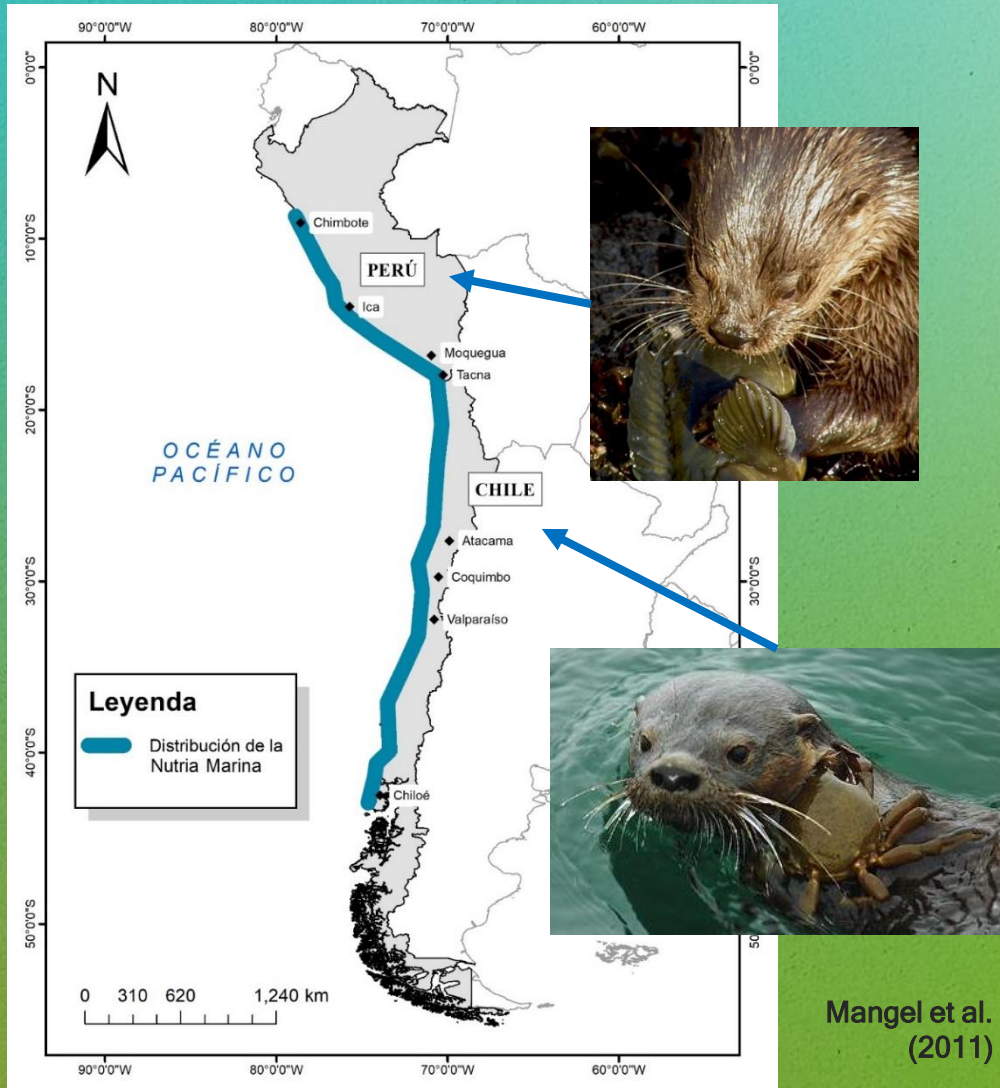 90°0'0"W 80°0'0"W 70°0'0"W 60°0'0"W
0°0'0"
0°0'0"
N
Chimbote
10°0'0"S
PERÚ
Ica
Moquegua
Tacna
20°0'0"S
OCÉANO
PACÍFICO
CHILE
Atacama
Coquimbo
30°0'0"S
30°0'0"S
Valparaíso
Leyenda
Distribución de la
Nutria Marina
40°0'0"S
Chiloé
50°0'0"S
0 310 620 1,240 km
90°0'0"W 80°0'0"W 70°0'0"W 60°0'0"W
Mangel et al.
(2011)